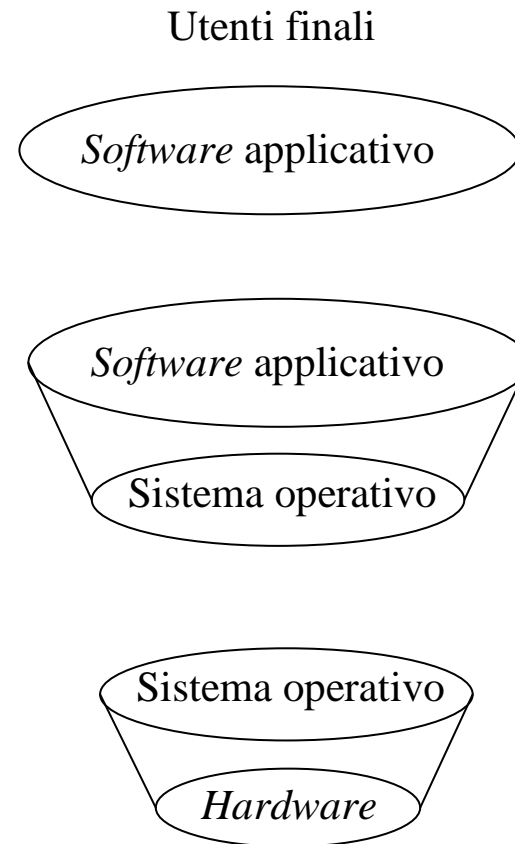 Utenti finali
Software applicativo
Software applicativo
Sistema operativo
Sistema operativo
Hardware